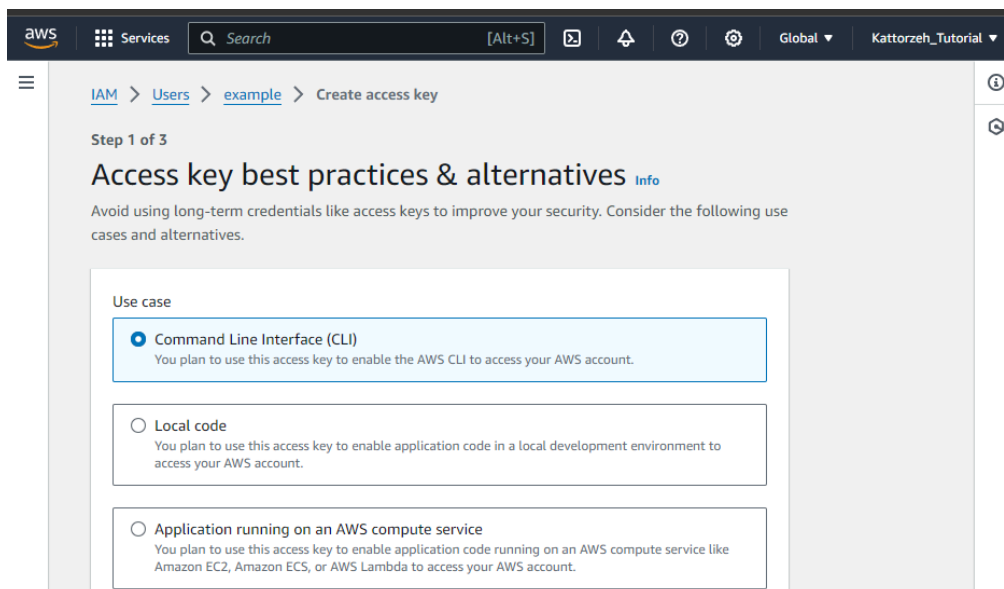 aws Services Search [Alt+S] Global Kattorzeh_Tutorial
IAM > Users > example > Create access key
Step 1 of 3
Access key best practices & alternatives Info
Avoid using long-term credentials like access keys to improve your security. Consider the following use
cases and alternatives.
Use case
Command Line Interface (CLI)
You plan to use this access key to enable the AWS CLI to access your AWS account.
Local code
You plan to use this access key to enable application code in a local development environment to
access your AWS account.
Application running on an AWS compute service
You plan to use this access key to enable application code running on an AWS compute service like
Amazon EC2, Amazon ECS, or AWS Lambda to access your AWS account.